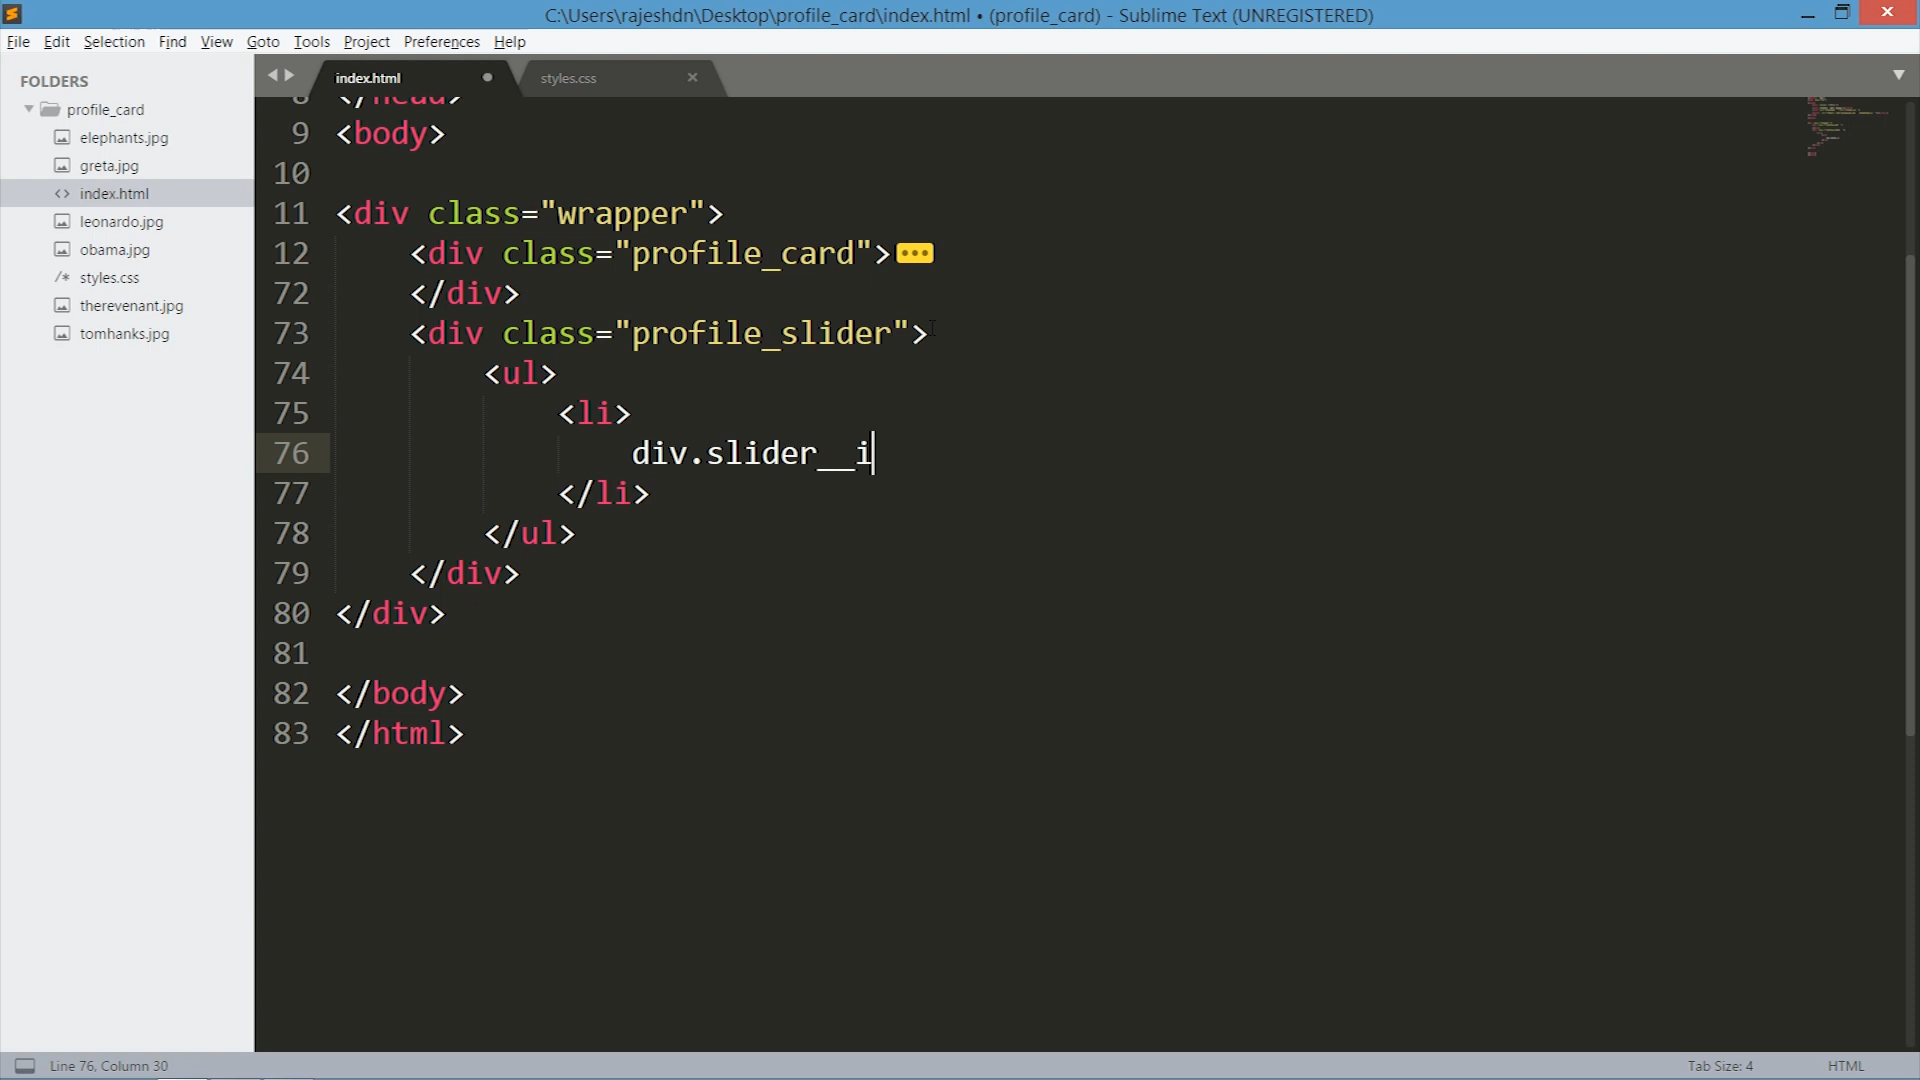 C:\Users\rajeshdn\Desktop\profile_card\index.html • (profile_card) - Sublime Text (UNREGISTERED)
File Edit Selection Find View Goto Tools Project Preferences Help
FOLDERS
profile_card
elephants.jpg
greta.jpg
<> index.html
leonardo.jpg
obama.jpg
/* styles.css
therevenant.jpg
tomhanks.jpg
index.html
styles.css
8 </head>
9 <body>
10
11 <div class="wrapper">
12 <div class="profile_card">
72 </div>
73 <div class="profile_slider">
74 <ul>
75 <li>
76 div.slider__i
77 </li>
78 </ul>
79 </div>
80 </div>
81
82 </body>
83 </html>
Line 76, Column 30
Tab Size: 4
HTML